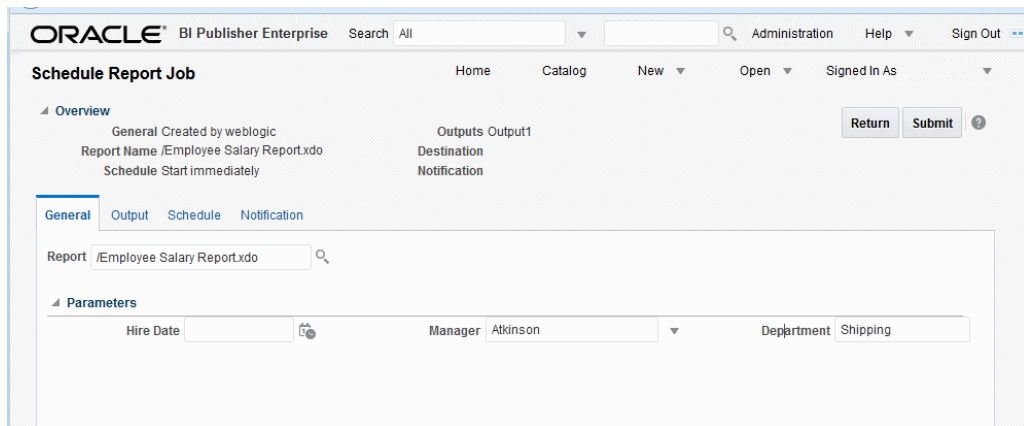 ORACLE® BI Publisher Enterprise Search All Administration Help Sign Out
Schedule Report Job Home Catalog New Open Signed In As
Overview
Return Submit ?
General Created by weblogic Outputs Output1
Report Name /Employee Salary Report.xdo Destination
Schedule Start immediately Notification
General Output Schedule Notification
Report /Employee Salary Report.xdo
Parameters
Hire Date Manager Atkinson Department Shipping